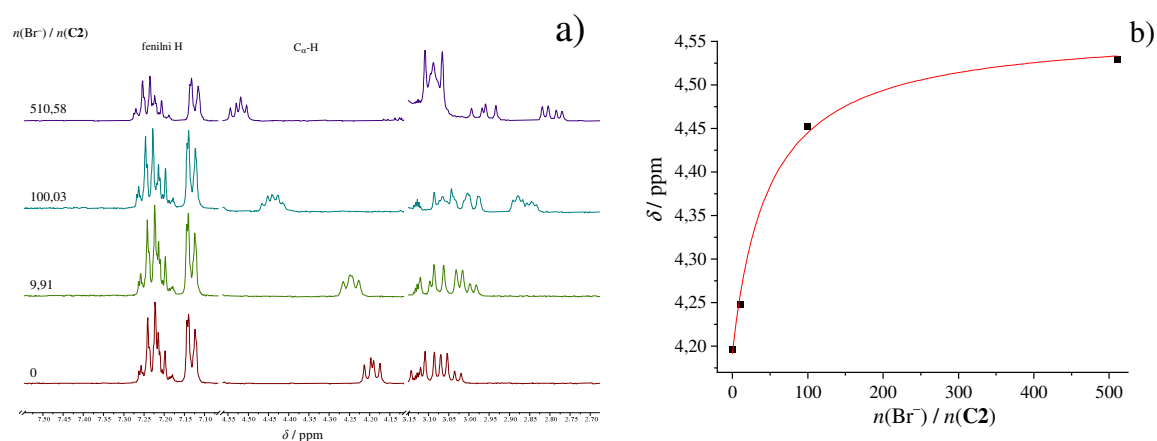 a)
n(Br⁻) / n(C2)
fenilni H
Cα-H
510,58
100,03
9,91
0
7.50 7.45 7.40 7.35 7.30 7.25 7.20 7.15 7.10
4.55 4.50 4.45 4.40 4.35 4.30 4.25 4.20 4.15
3.10 3.05 3.00 2.95 2.90 2.85 2.80 2.75 2.70
δ / ppm
b)
4,55
4,50
4,45
4,40
4,35
4,30
4,25
4,20
δ / ppm
0 100 200 300 400 500
n(Br⁻) / n(C2)